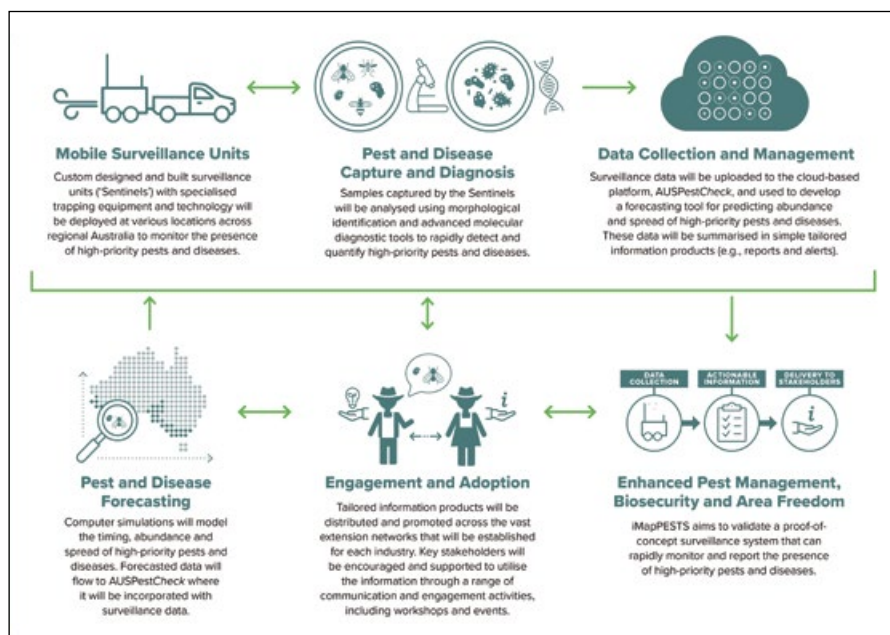 Mobile Surveillance Units
Custom designed and built surveillance
units ('Sentinels') with specialised
trapping equipment and technology will
be deployed at various locations across
regional Australia to monitor the presence
of high-priority pests and diseases.
Pest and Disease
Capture and Diagnosis
Samples captured by the Sentinels
will be analysed using morphological
identification and advanced molecular
diagnostic tools to rapidly detect and
quantify high-priority pests and diseases.
Data Collection and Management
Surveillance data will be uploaded to the cloud-based
platform, AUSPestCheck, and used to develop
a forecasting tool for predicting abundance
and spread of high-priority pests and diseases.
These data will be summarised in simple tailored
information products (e.g., reports and alerts).
Pest and Disease
Forecasting
Computer simulations will model
the timing, abundance and
spread of high-priority pests and
diseases. Forecasted data will
flow to AUSPestCheck where
it will be incorporated with
surveillance data.
i
Engagement and Adoption
Tailored information products will be
distributed and promoted across the vast
extension networks that will be established
for each industry. Key stakeholders will
be encouraged and supported to utilise
the information through a range of
communication and engagement activities,
including workshops and events.
DATA
COLLECTION
ACTIONABLE
INFORMATION
DELIVERY TO
STAKEHOLDERS
i
Enhanced Pest Management,
Biosecurity and Area Freedom
iMapPESTS aims to validate a proof-of-
concept surveillance system that can
rapidly monitor and report the presence
of high-priority pests and diseases.